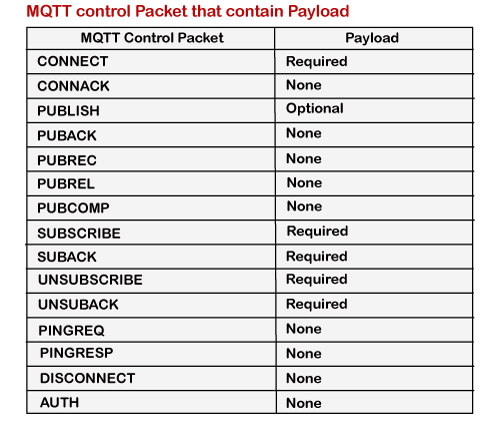 MQTT control Packet that contain Payload
MQTT Control Packet Payload
CONNECT Required
CONNACK None
PUBLISH Optional
PUBACK None
PUBREC None
PUBREL None
PUBCOMP None
SUBSCRIBE Required
SUBACK Required
UNSUBSCRIBE Required
UNSUBACK Required
PINGREQ None
PINGRESP None
DISCONNECT None
AUTH None